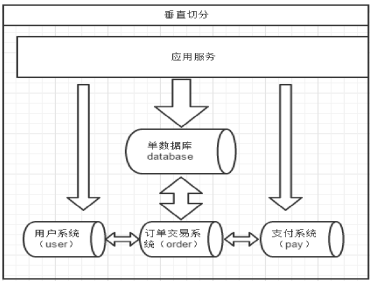 垂直切分
应用服务
单数据库
database
用户系统
（user）
订单交易系
统（order）
支付系统
（pay）